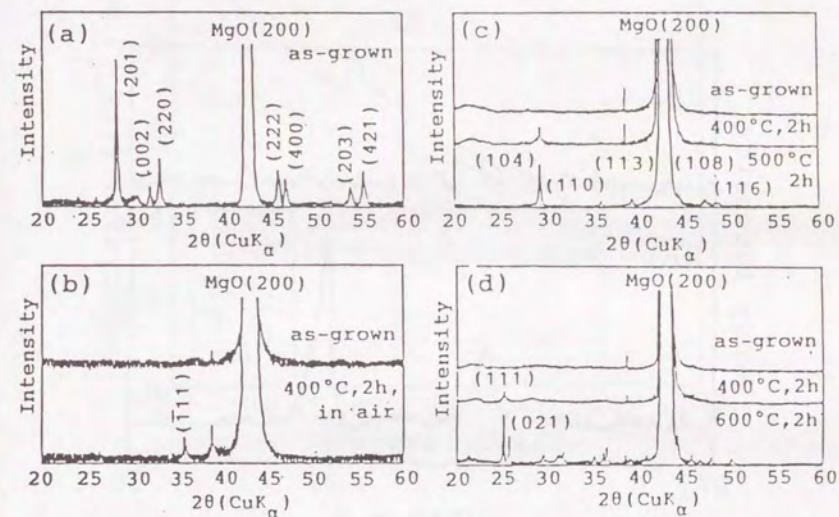 (a)
MgO(200)
as-grown
Intensity
(201)
(002)
(220)
(222)
(400)
(203)
(421)
20 25 30 35 40 45 50 55 60
2θ(CuKα)
(b)
MgO(200)
as-grown
400°C,2h,
in air
Intensity
(1̄11)
20 25 30 35 40 45 50 55 60
2θ(CuKα)
(c)
MgO(200)
as-grown
400°C,2h
500°C
2h
Intensity
(104)
(110)
(113)
(108)
(116)
20 25 30 35 40 45 50 55 60
2θ(CuKα)
(d)
MgO(200)
as-grown
400°C,2h
600°C,2h
Intensity
(111)
(021)
20 25 30 35 40 45 50 55 60
2θ(CuKα)